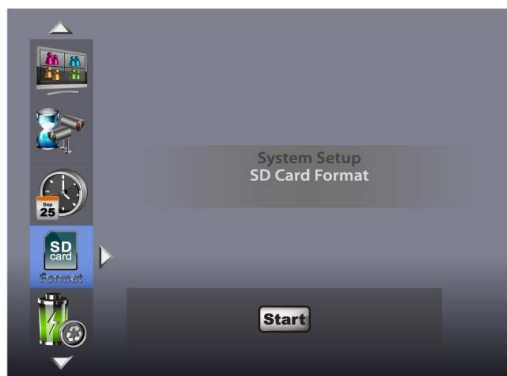 Sep
25
SD
card
Format
System Setup
SD Card Format
Start